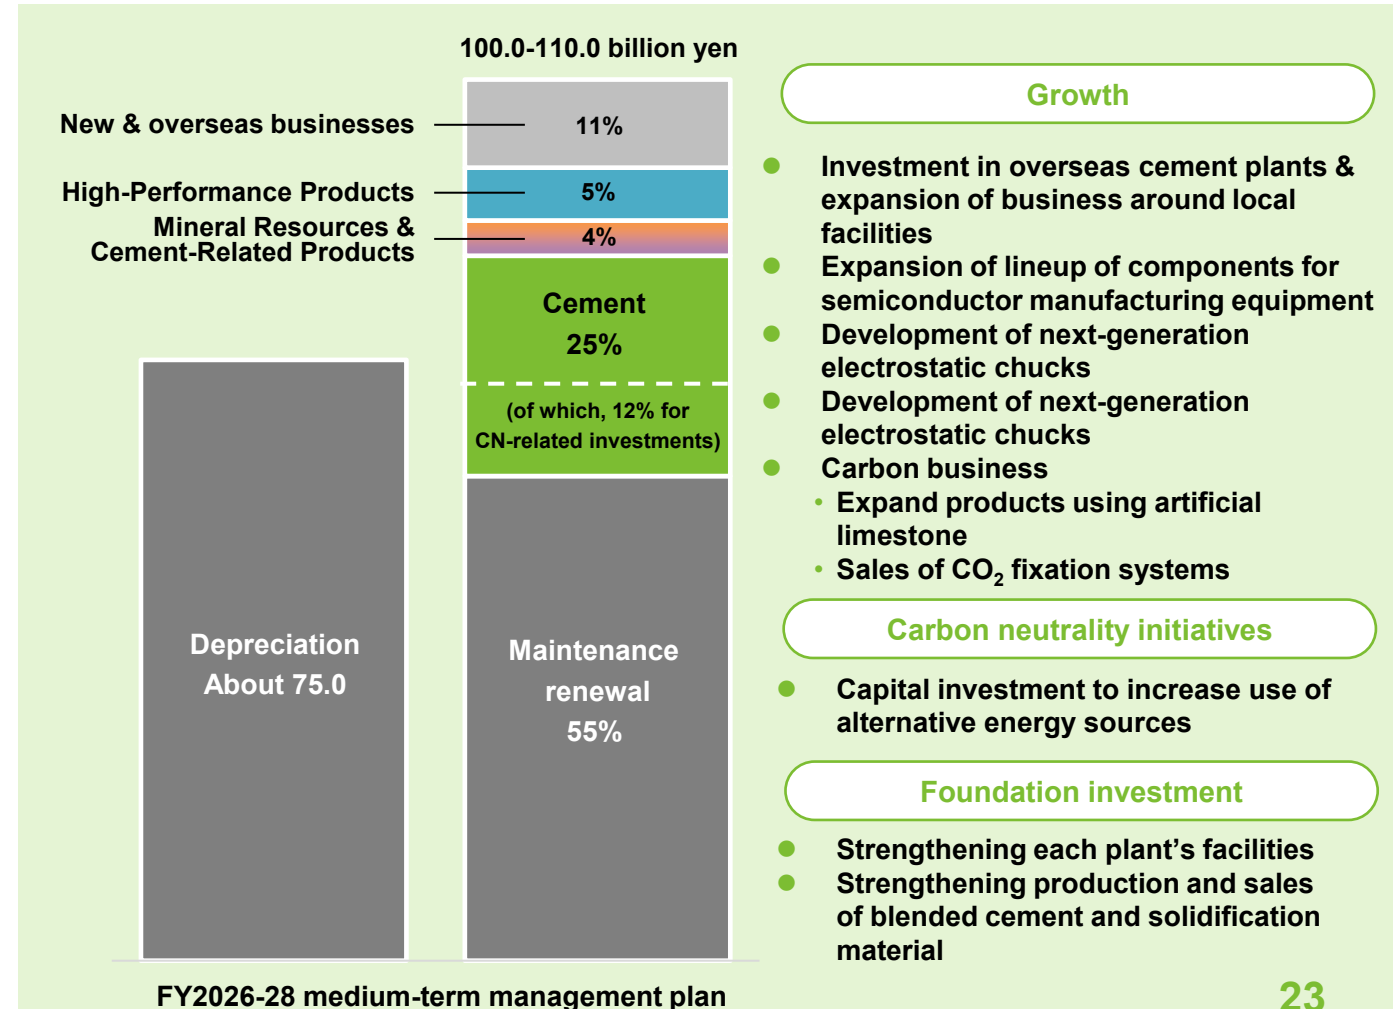 100.0-110.0 billion yen
New & overseas businesses
11%
High-Performance Products
5%
Mineral Resources &
Cement-Related Products
4%
Cement
25%
(of which, 12% for
CN-related investments)
Depreciation
About 75.0
Maintenance
renewal
55%
FY2026-28 medium-term management plan
Growth
● Investment in overseas cement plants &
expansion of business around local
facilities
● Expansion of lineup of components for
semiconductor manufacturing equipment
● Development of next-generation
electrostatic chucks
● Development of next-generation
electrostatic chucks
● Carbon business
・Expand products using artificial
limestone
・Sales of CO₂ fixation systems
Carbon neutrality initiatives
● Capital investment to increase use of
alternative energy sources
Foundation investment
● Strengthening each plant’s facilities
● Strengthening production and sales
of blended cement and solidification
material
23